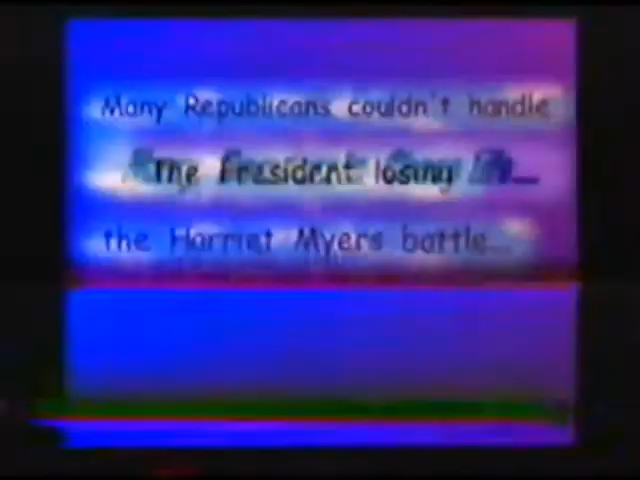 Many Republicans couldn't handle
The President losing
the Harriet Myers battle...